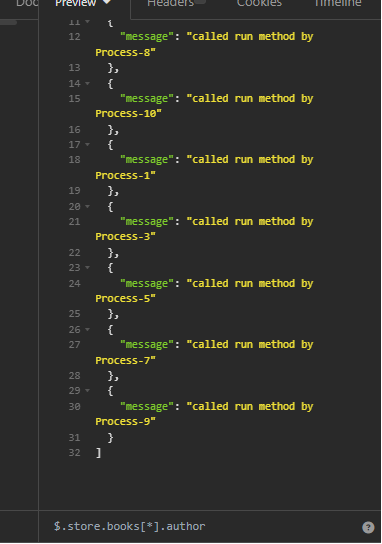 Doc Preview Headers Cookies Timeline
11 {
12 "message": "called run method by
Process-8"
13 },
14 {
15 "message": "called run method by
Process-10"
16 },
17 {
18 "message": "called run method by
Process-1"
19 },
20 {
21 "message": "called run method by
Process-3"
22 },
23 {
24 "message": "called run method by
Process-5"
25 },
26 {
27 "message": "called run method by
Process-7"
28 },
29 {
30 "message": "called run method by
Process-9"
31 }
32 ]
$.store.books[*].author ?